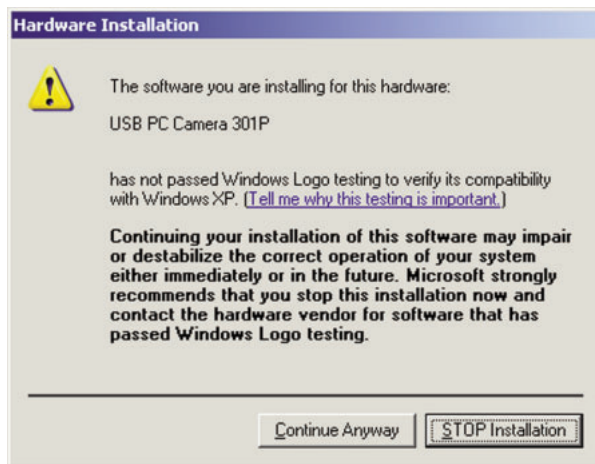 Hardware Installation
The software you are installing for this hardware:
USB PC Camera 301P
has not passed Windows Logo testing to verify its compatibility
with Windows XP. (Tell me why this testing is important.)
Continuing your installation of this software may impair
or destabilize the correct operation of your system
either immediately or in the future. Microsoft strongly
recommends that you stop this installation now and
contact the hardware vendor for software that has
passed Windows Logo testing.
Continue Anyway
STOP Installation